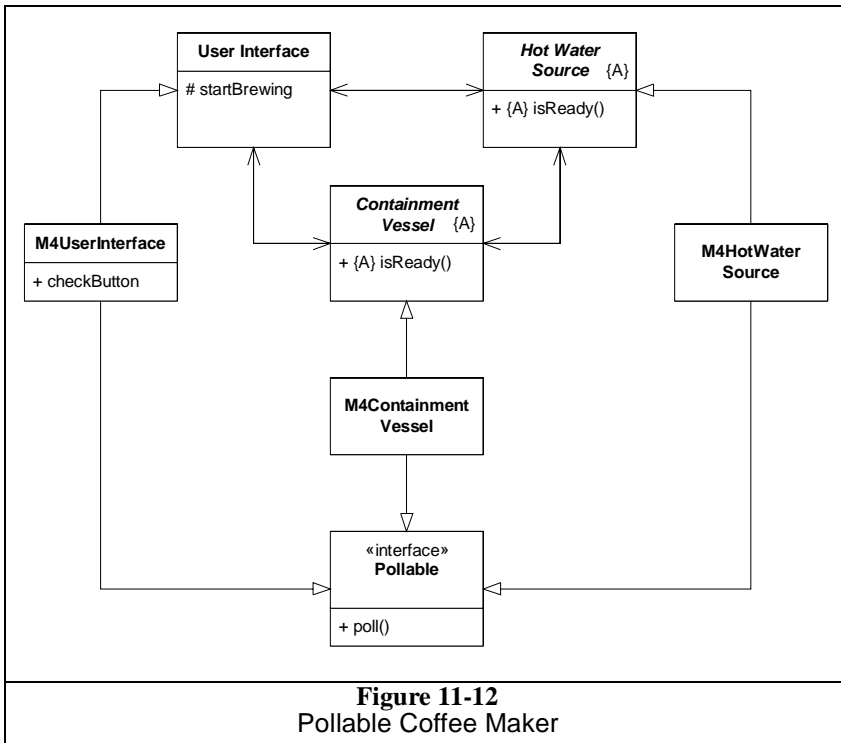 User Interface
# startBrewing
Hot Water
Source {A}
+ {A} isReady()
Containment
Vessel {A}
+ {A} isReady()
M4UserInterface
+ checkButton
M4HotWater
Source
M4Containment
Vessel
«interface»
Pollable
+ poll()
Figure 11-12
Pollable Coffee Maker